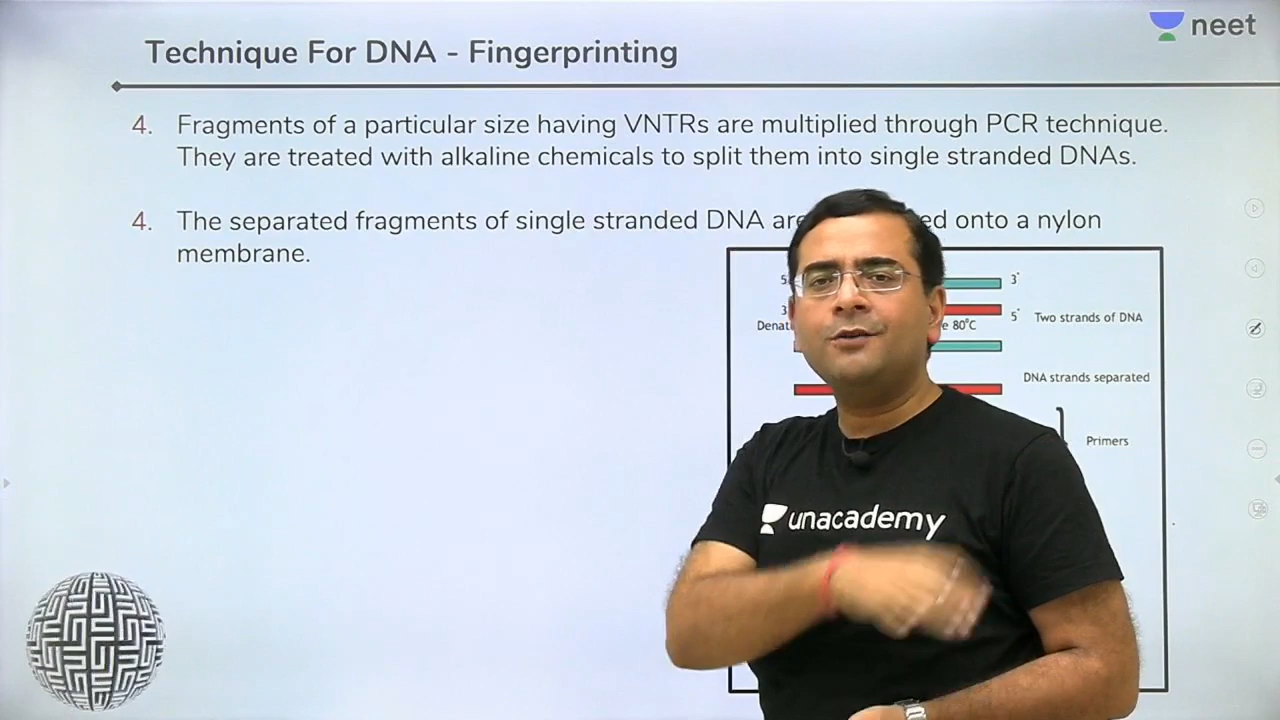 neet
Technique For DNA - Fingerprinting
4. Fragments of a particular size having VNTRs are multiplied through PCR technique.
They are treated with alkaline chemicals to split them into single stranded DNAs.
4. The separated fragments of single stranded DNA are onto a nylon
membrane.
5 3'
3 5' Two strands of DNA
80°C
DNA strands separated
Primers
unacademy